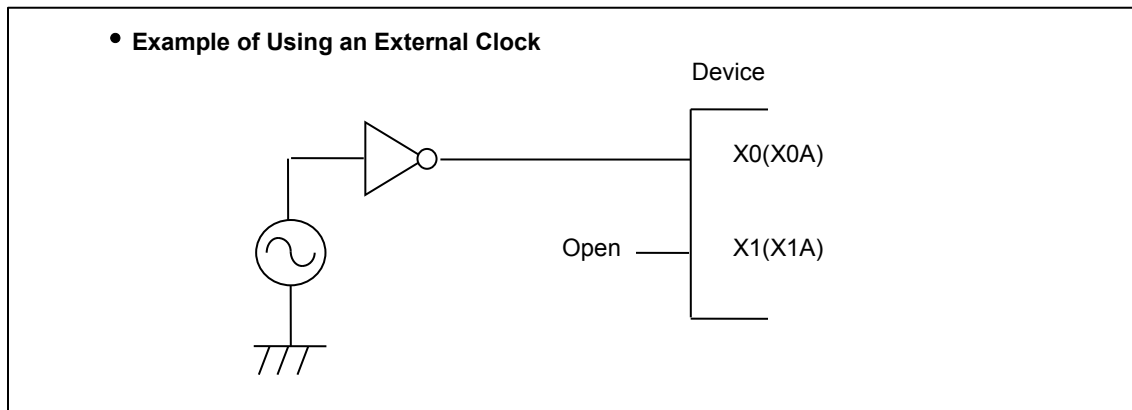 • Example of Using an External Clock
Device
X0(X0A)
Open
X1(X1A)